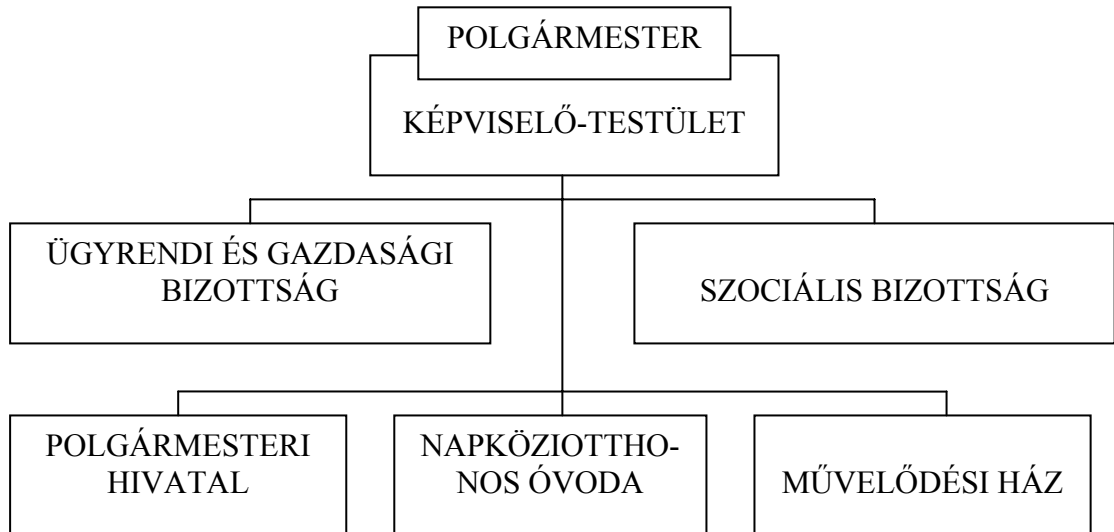 POLGÁRMESTER
KÉPVISELŐ-TESTÜLET
ÜGYRENDI ÉS GAZDASÁGI
BIZOTTSÁG
SZOCIÁLIS BIZOTTSÁG
POLGÁRMESTERI
HIVATAL
NAPKÖZIOTTHO-
NOS ÓVODA
MŰVELŐDÉSI HÁZ